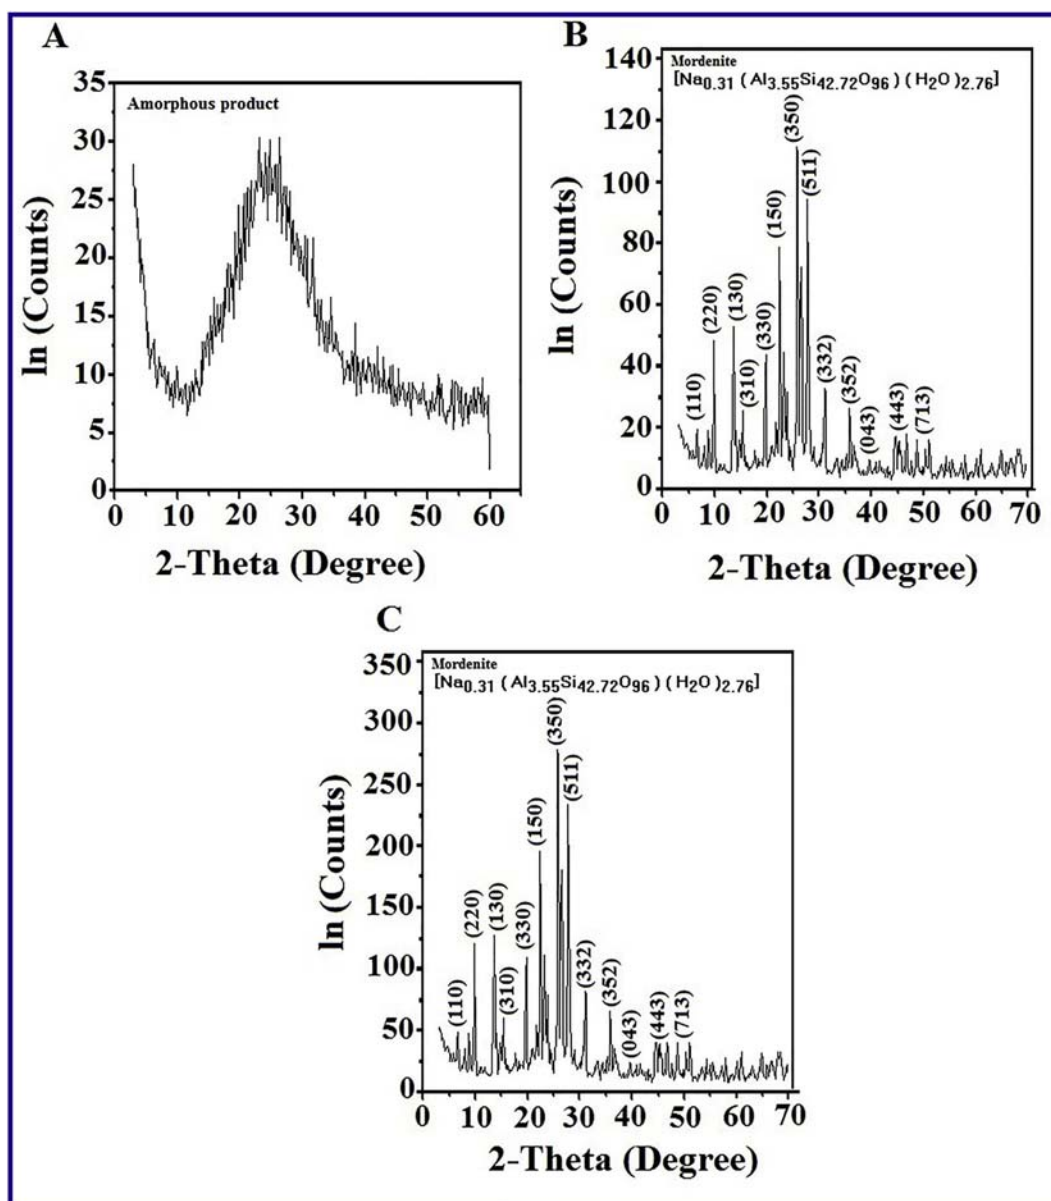 A
Amorphous product
35
30
25
20
15
10
5
0
ln (Counts)
0 10 20 30 40 50 60
2-Theta (Degree)
B
Mordenite
[Na0.31 (Al3.55Si42.72O96) (H2O)2.76]
140
120
100
80
60
40
20
0
ln (Counts)
(110)
(220)
(130)
(310)
(330)
(150)
(350)
(511)
(332)
(352)
(043)
(443)
(713)
0 10 20 30 40 50 60 70
2-Theta (Degree)
C
Mordenite
[Na0.31 (Al3.55Si42.72O96) (H2O)2.76]
350
300
250
200
150
100
50
0
ln (Counts)
(110)
(220)
(130)
(310)
(330)
(150)
(350)
(511)
(332)
(352)
(043)
(443)
(713)
0 10 20 30 40 50 60 70
2-Theta (Degree)